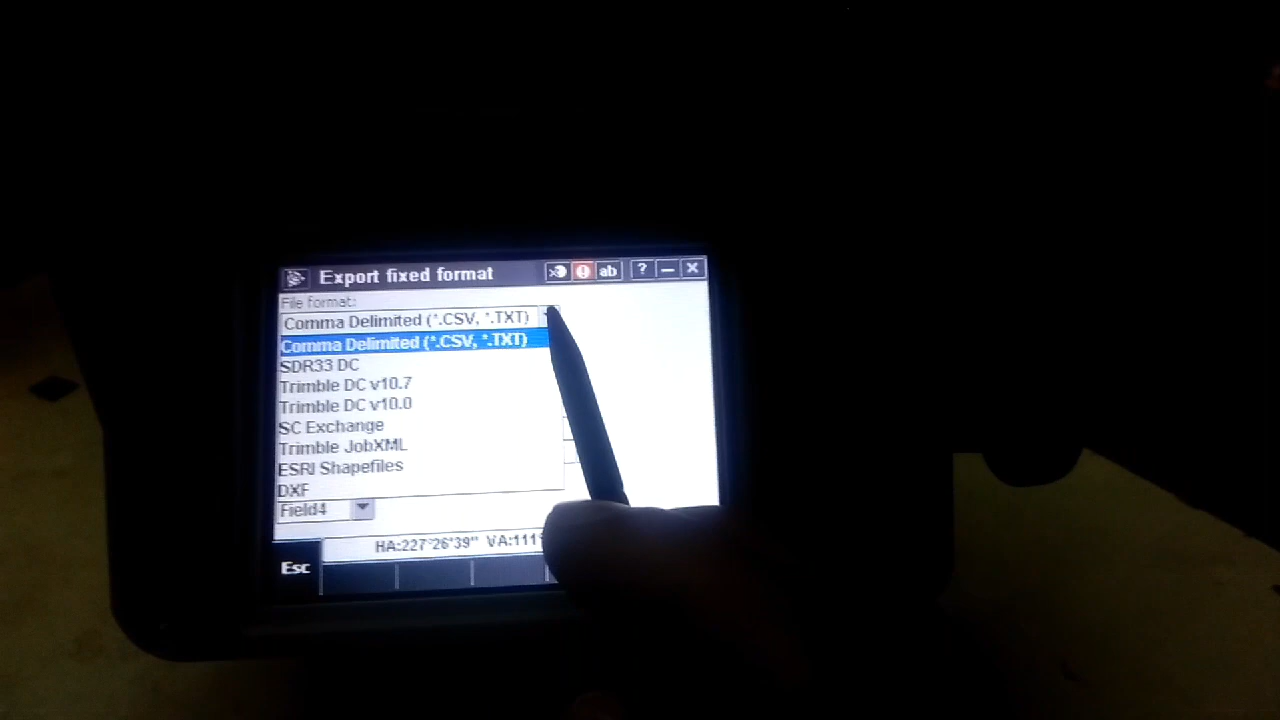 Export fixed format
ab
?
File format:
Comma Delimited (*.CSV, *.TXT)
Comma Delimited (*.CSV, *.TXT)
SDR33 DC
Trimble DC v10.7
Trimble DC v10.0
SC Exchange
Trimble JobXML
ESRI Shapefiles
DXF
Field4
HA:227°26'39" VA:111°
Esc